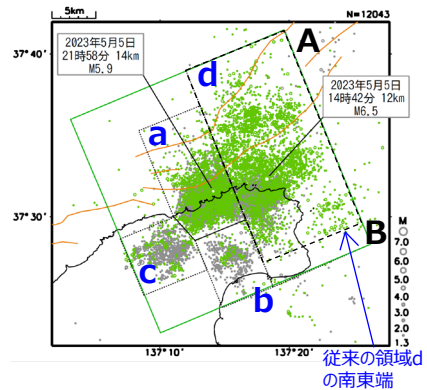 5km
N=12043
37°40'
2023年5月5日
21時58分 14km
M5.9
d
A
2023年5月5日
14時42分 12km
M6.5
a
37°30'
B
c
b
M
7.0
6.0
5.0
4.0
3.0
2.0
1.3
137°10'
137°20'
従来の領域d
の南東端